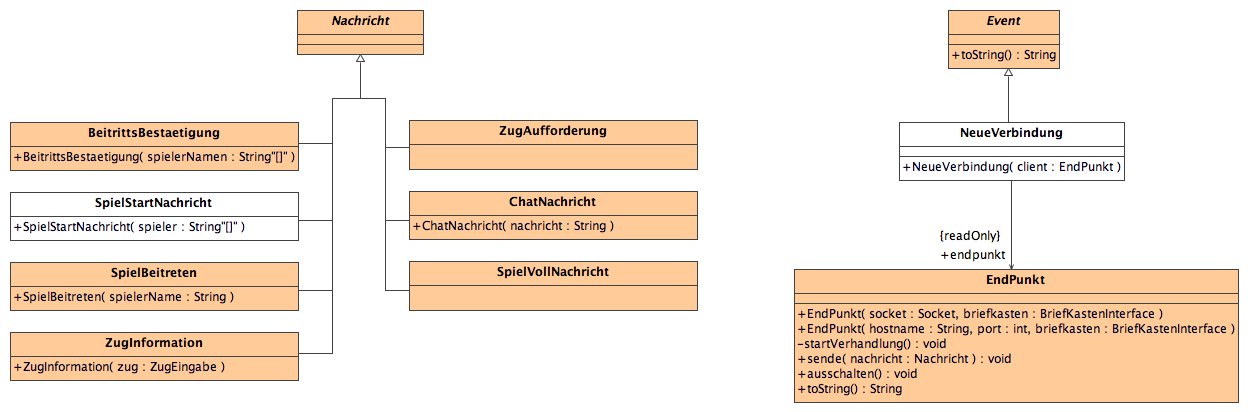 Nachricht
BeitrittsBestaetigung
+BeitrittsBestaetigung( spielerNamen : String"[]" )
SpielStartNachricht
+SpielStartNachricht( spieler : String"[]" )
SpielBeitreten
+SpielBeitreten( spielerName : String )
ZugInformation
+ZugInformation( zug : ZugEingabe )
ZugAufforderung
ChatNachricht
+ChatNachricht( nachricht : String )
SpielVollNachricht
Event
+toString() : String
NeueVerbindung
+NeueVerbindung( client : EndPunkt )
{readOnly}
+endpunkt
EndPunkt
+EndPunkt( socket : Socket, briefkasten : BriefKastenInterface )
+EndPunkt( hostname : String, port : int, briefkasten : BriefKastenInterface )
-startVerhandlung() : void
+sende( nachricht : Nachricht ) : void
+ausschalten() : void
+toString() : String